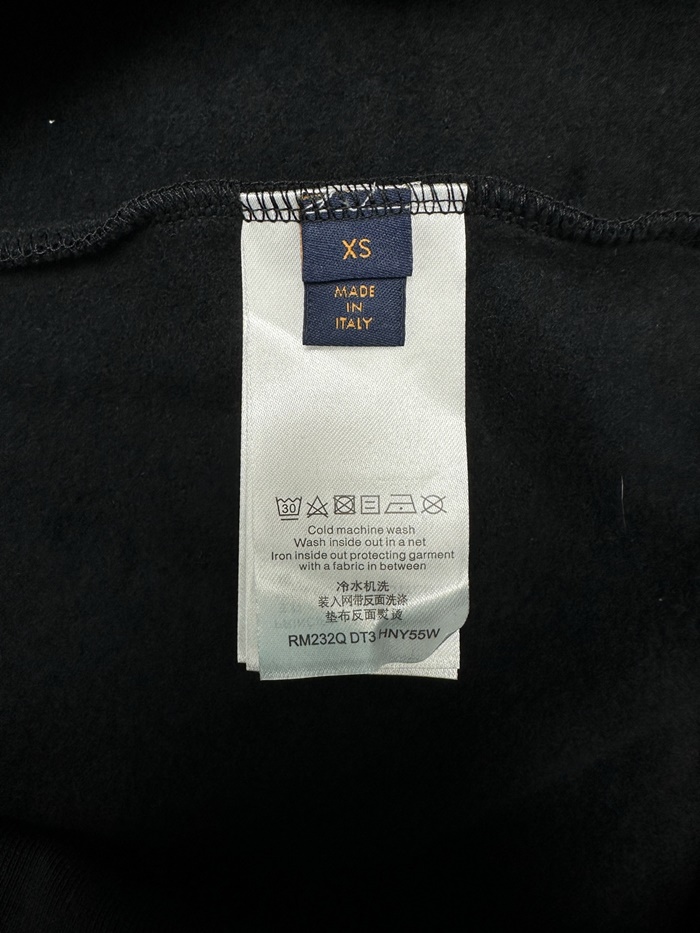 XS
MADE
IN
ITALY
30
Cold machine wash
Wash inside out in a net
Iron inside out protecting garment
with a fabric in between
冷水机洗
装入网带反面洗涤
垫布反面熨烫
RM232Q DT3 HNY55W